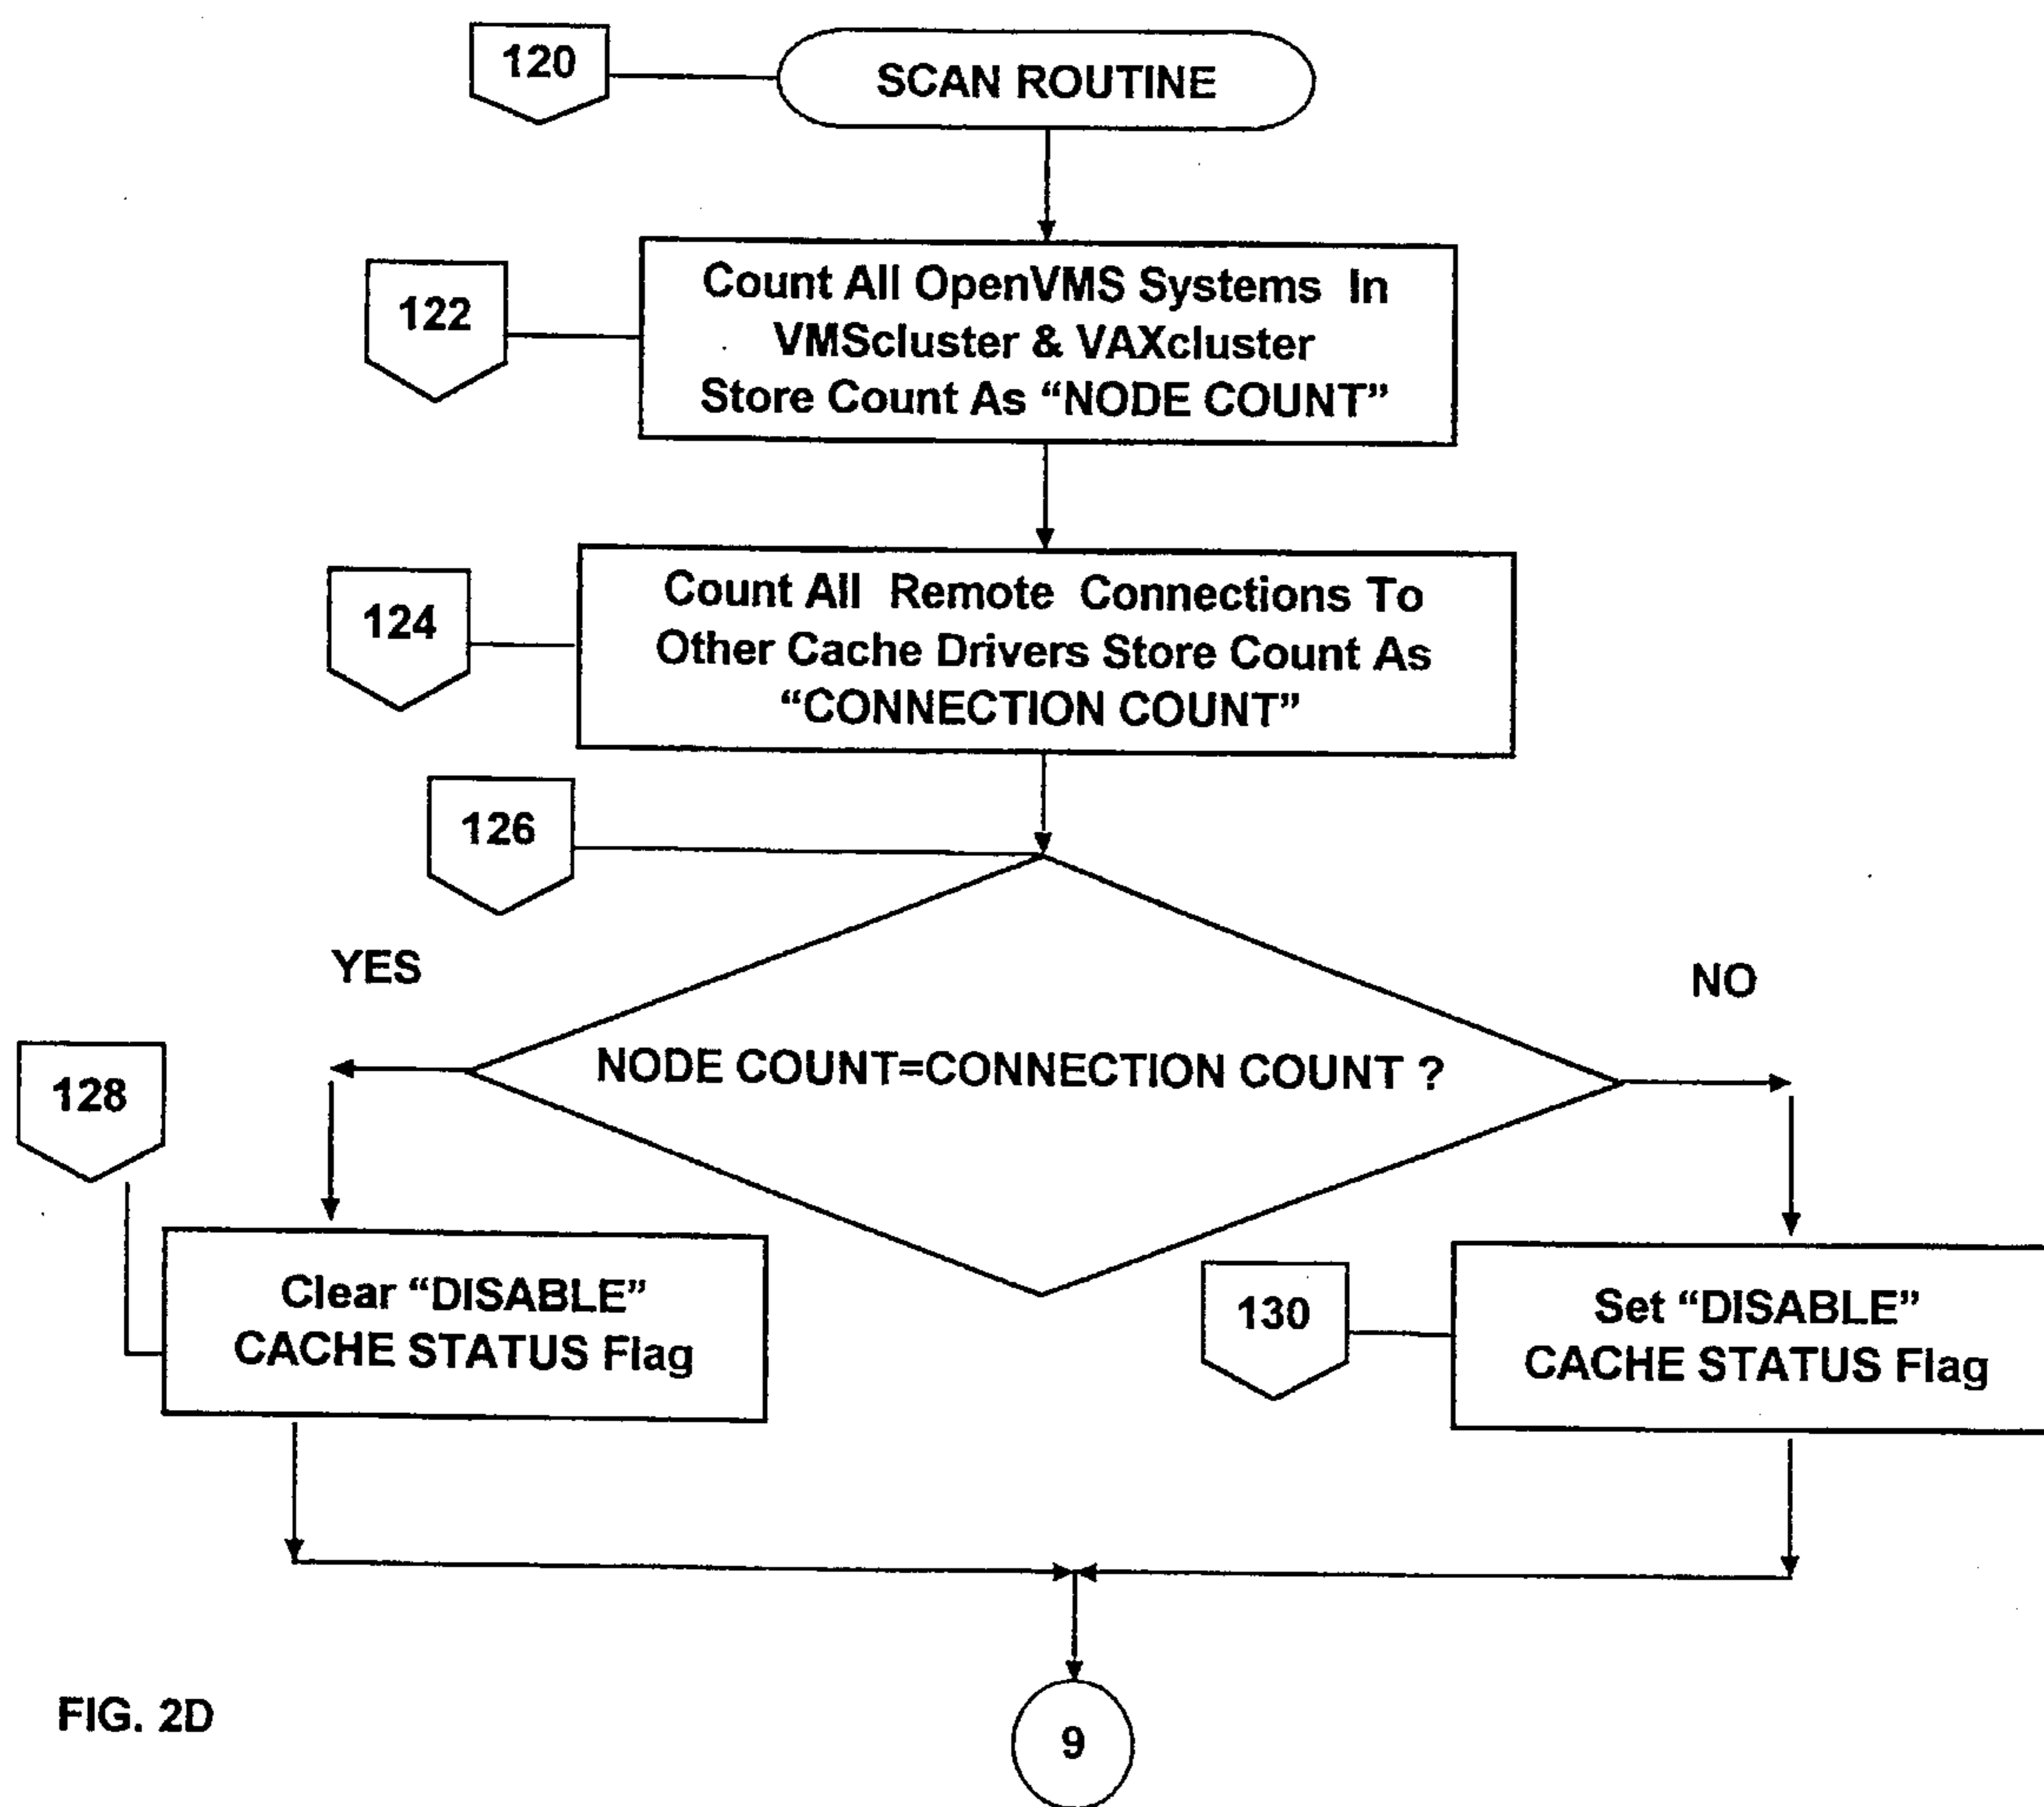 120
SCAN ROUTINE
122
Count All OpenVMS Systems In
VMScluster & VAXcluster
Store Count As “NODE COUNT”
124
Count All Remote Connections To
Other Cache Drivers Store Count As
“CONNECTION COUNT”
126
YES
NO
NODE COUNT=CONNECTION COUNT ?
128
Clear “DISABLE”
CACHE STATUS Flag
130
Set “DISABLE”
CACHE STATUS Flag
FIG. 2D
9